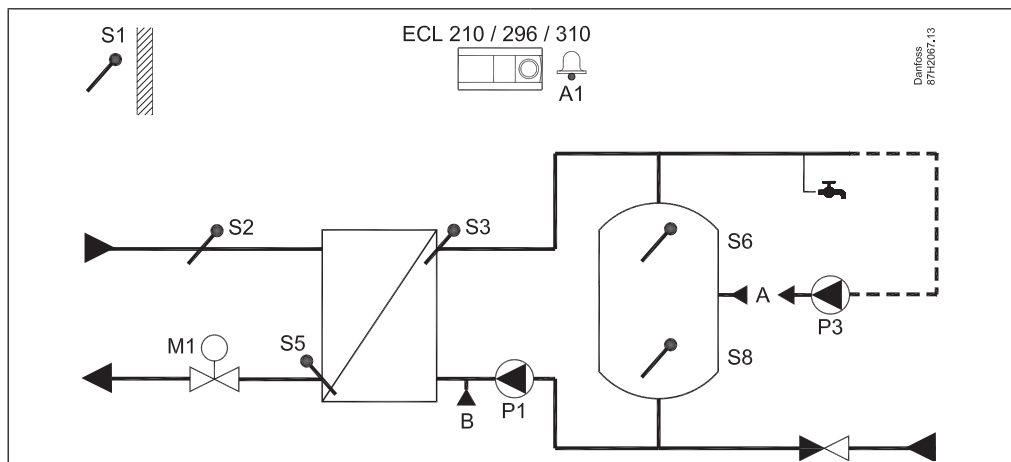 S1
ECL 210 / 296 / 310
A1
Danfoss
87H2067.13
S2
S3
S6
A
P3
M1
S5
S8
B
P1